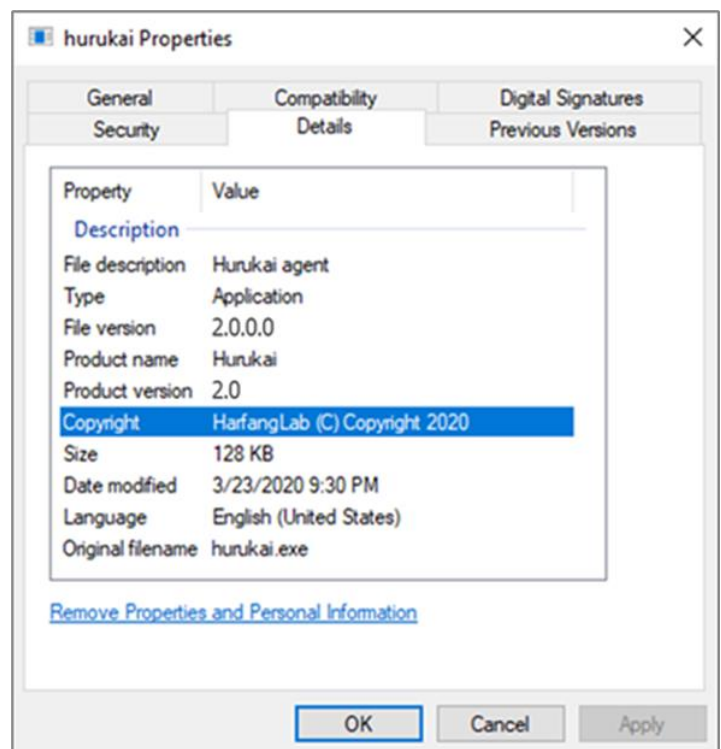 hurukai Properties
General Compatibility Digital Signatures
Security Details Previous Versions
Property Value
Description
File description Hurukai agent
Type Application
File version 2.0.0.0
Product name Hurukai
Product version 2.0
Copyright HarfangLab (C) Copyright 2020
Size 128 KB
Date modified 3/23/2020 9:30 PM
Language English (United States)
Original filename hurukai.exe
Remove Properties and Personal Information
OK Cancel Apply